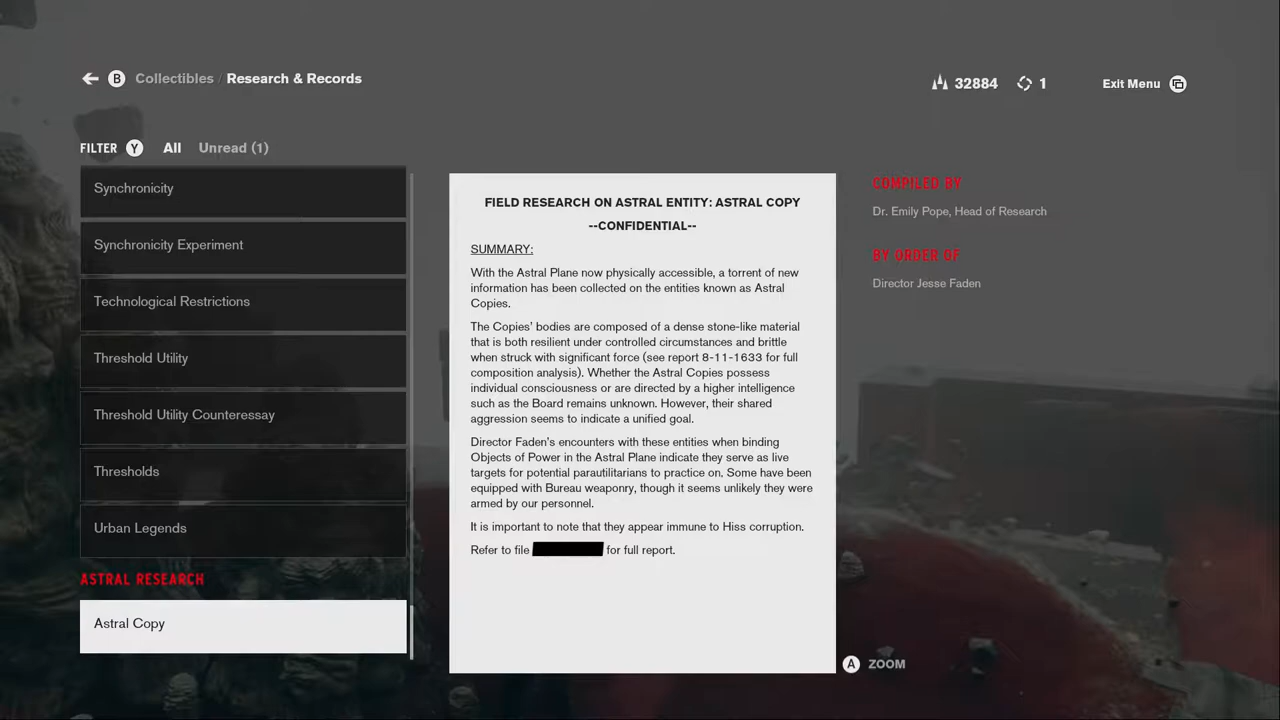 B Collectibles / Research & Records
32884
1
Exit Menu
FILTER Y All Unread (1)
Synchronicity
Synchronicity Experiment
Technological Restrictions
Threshold Utility
Threshold Utility Counteressay
Thresholds
Urban Legends
ASTRAL RESEARCH
Astral Copy
FIELD RESEARCH ON ASTRAL ENTITY: ASTRAL COPY
--CONFIDENTIAL--
SUMMARY:
With the Astral Plane now physically accessible, a torrent of new
information has been collected on the entities known as Astral
Copies.
The Copies' bodies are composed of a dense stone-like material
that is both resilient under controlled circumstances and brittle
when struck with significant force (see report 8-11-1633 for full
composition analysis). Whether the Astral Copies possess
individual consciousness or are directed by a higher intelligence
such as the Board remains unknown. However, their shared
aggression seems to indicate a unified goal.
Director Faden's encounters with these entities when binding
Objects of Power in the Astral Plane indicate they serve as live
targets for potential parautilitarians to practice on. Some have been
equipped with Bureau weaponry, though it seems unlikely they were
armed by our personnel.
It is important to note that they appear immune to Hiss corruption.
Refer to file for full report.
COMPILED BY
Dr. Emily Pope, Head of Research
BY ORDER OF
Director Jesse Faden
A ZOOM